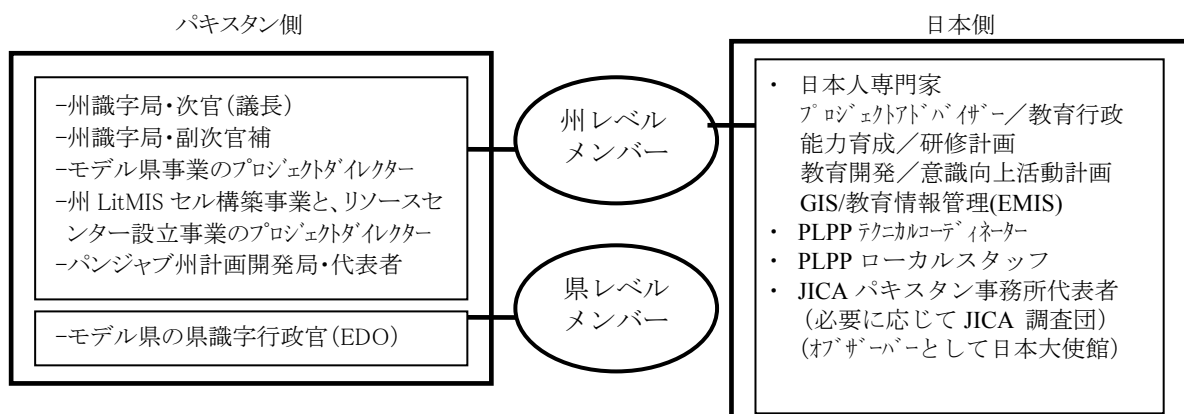 パキスタン側
-州識字局・次官(議長)
-州識字局・副次官補
-モデル県事業のプロジェクトダイレクター
-州 LitMIS セル構築事業と、リソースセ
ンター設立事業のプロジェクトダイレクター
-パンジャブ州計画開発局・代表者
-モデル県の県識字行政官(EDO)
州レベル
メンバー
県レベル
メンバー
日本側
・ 日本人専門家
プロジェクトアドバイザー/教育行政
能力育成/研修計画
教育開発/意識向上活動計画
GIS/教育情報管理(EMIS)
・ PLPP テクニカルコーディネーター
・ PLPP ローカルスタッフ
・ JICA パキスタン事務所代表者
(必要に応じて JICA 調査団)
(オブザーバーとして日本大使館)